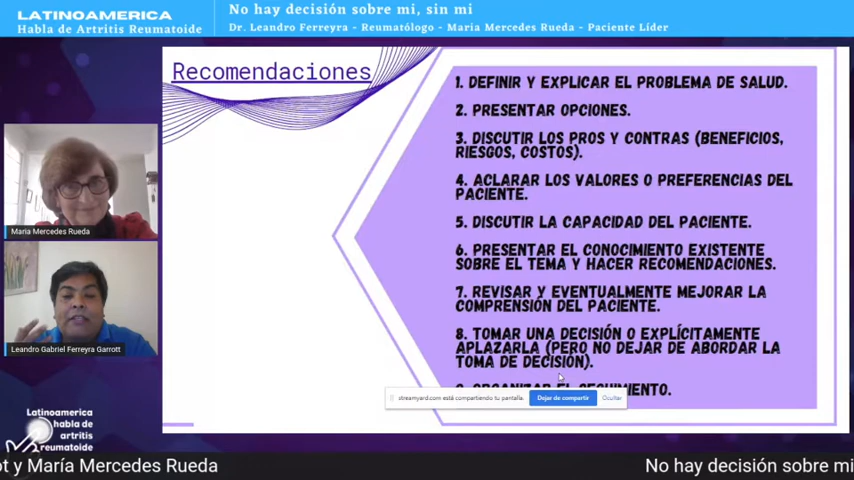 LATINOAMERICA
Habla de Artritis Reumatoide
No hay decisión sobre mi, sin mi
Dr. Leandro Ferreyra - Reumatólogo - Maria Mercedes Rueda - Paciente Líder
Recomendaciones
1. DEFINIR Y EXPLICAR EL PROBLEMA DE SALUD.
2. PRESENTAR OPCIONES.
3. DISCUTIR LOS PROS Y CONTRAS (BENEFICIOS,
RIESGOS, COSTOS).
4. ACLARAR LOS VALORES O PREFERENCIAS DEL
PACIENTE.
5. DISCUTIR LA CAPACIDAD DEL PACIENTE.
6. PRESENTAR EL CONOCIMIENTO EXISTENTE
SOBRE EL TEMA Y HACER RECOMENDACIONES.
7. REVISAR Y EVENTUALMENTE MEJORAR LA
COMPRENSIÓN DEL PACIENTE.
8. TOMAR UNA DECISIÓN O EXPLÍCITAMENTE
APLAZARLA (PERO NO DEJAR DE ABORDAR LA
TOMA DE DECISIÓN).
9. ORGANIZAR EL SEGUIMIENTO.
streamyard.com está compartiendo tu pantalla.
Dejar de compartir
Ocultar
Maria Mercedes Rueda
Leandro Gabriel Ferreyra Garrott
Latinoamerica
habla de
artritis
reumatoide
ot y María Mercedes Rueda
No hay decisión sobre mi